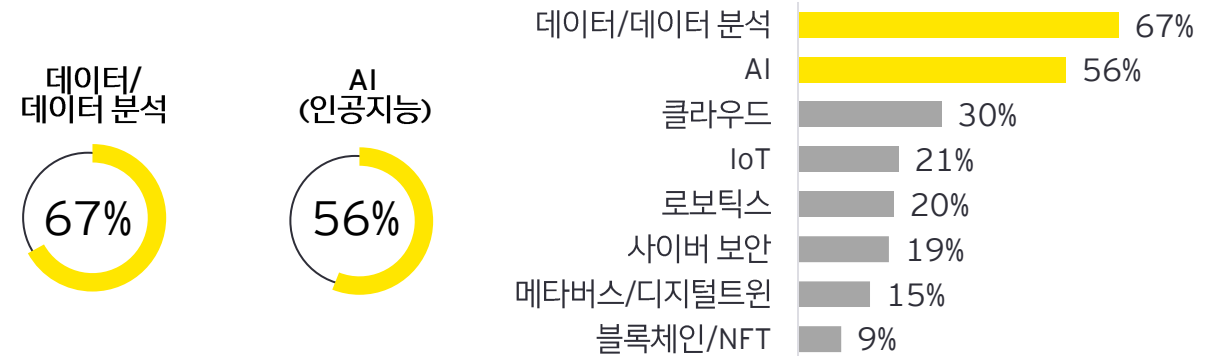 데이터/
데이터 분석
67%
AI
(인공지능)
56%
데이터/데이터 분석 67%
AI 56%
클라우드 30%
IoT 21%
로보틱스 20%
사이버 보안 19%
메타버스/디지털트윈 15%
블록체인/NFT 9%